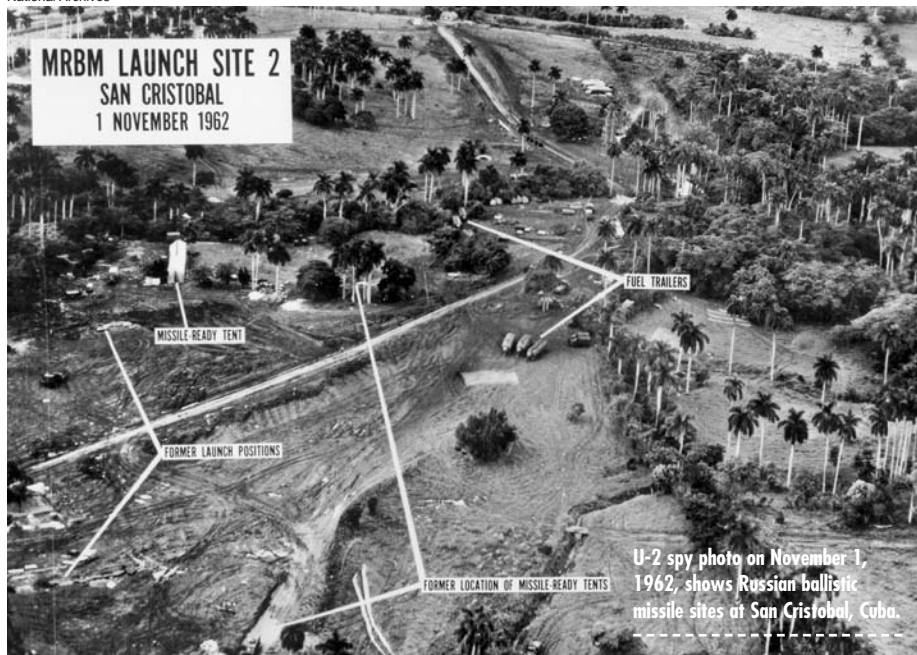 National Archives
MRBM LAUNCH SITE 2
SAN CRISTOBAL
1 NOVEMBER 1962
FUEL TRAILERS
MISSILE-READY TENT
FORMER LAUNCH POSITIONS
FORMER LOCATION OF MISSILE-READY TENTS
U-2 spy photo on November 1,
1962, shows Russian ballistic
missile sites at San Cristobal, Cuba.